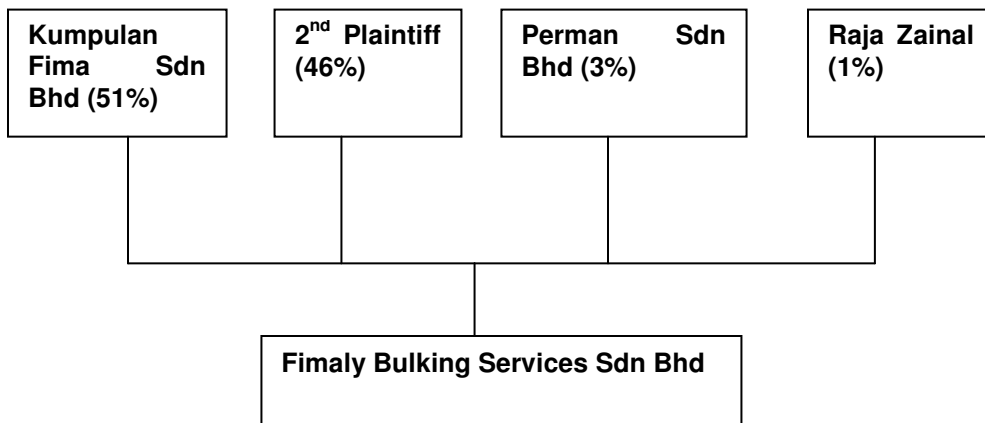 Kumpulan
Fima Sdn
Bhd (51%)
2nd Plaintiff
(46%)
Perman Sdn
Bhd (3%)
Raja Zainal
(1%)
Fimaly Bulking Services Sdn Bhd